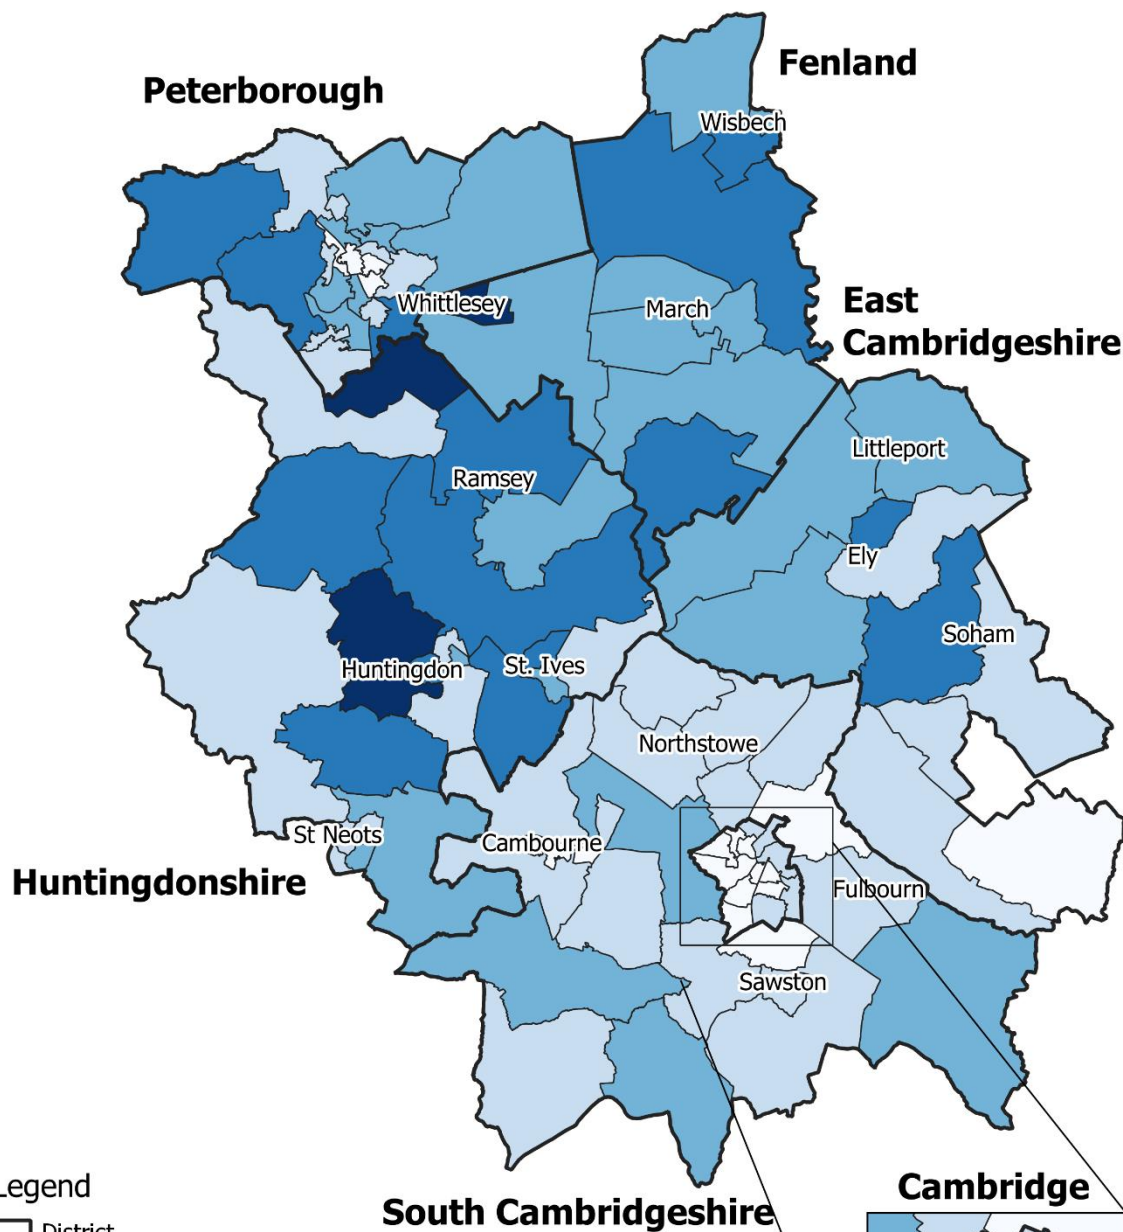 Fenland
Peterborough
Wisbech
East
Cambridgeshire
Whittlesey
March
Littleport
Ramsey
Ely
Soham
Huntingdon
St. Ives
Northstowe
St Neots
Cambourne
Huntingdonshire
Fulbourn
Sawston
Legend
Cambridge
South Cambridgeshire
District